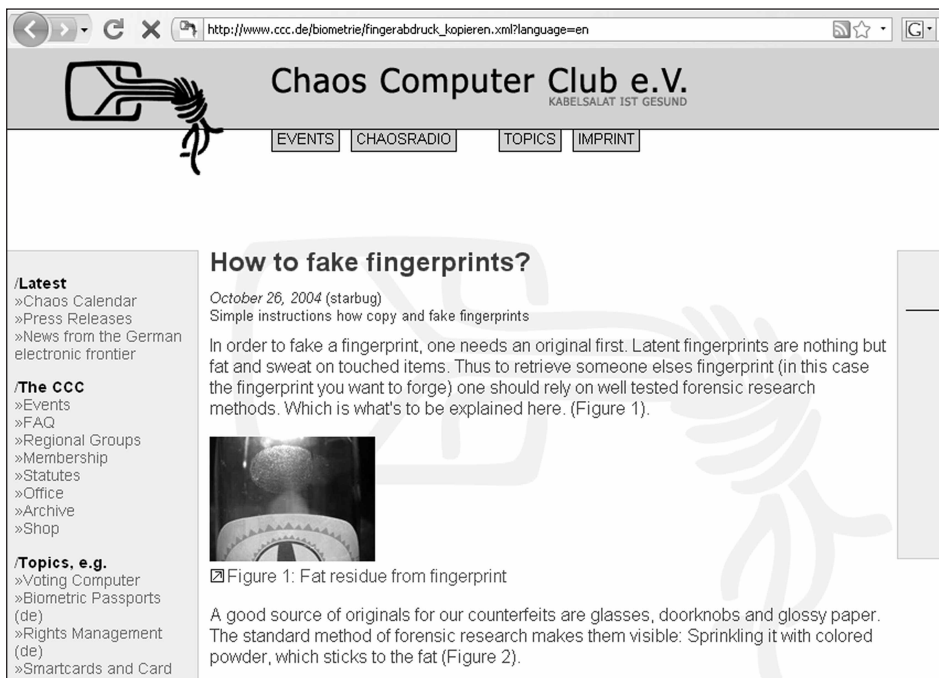 http://www.ccc.de/biometrie/fingerabdruck_kopieren.xml?language=en
G
Chaos Computer Club e.V.
KABELSALAT IST GESUND
EVENTS CHAOSRADIO TOPICS IMPRINT
/Latest
»Chaos Calendar
»Press Releases
»News from the German
electronic frontier
/The CCC
»Events
»FAQ
»Regional Groups
»Membership
»Statutes
»Office
»Archive
»Shop
/Topics, e.g.
»Voting Computer
»Biometric Passports
(de)
»Rights Management
(de)
»Smartcards and Card
How to fake fingerprints?
October 26, 2004 (starbug)
Simple instructions how copy and fake fingerprints
In order to fake a fingerprint, one needs an original first. Latent fingerprints are nothing but
fat and sweat on touched items. Thus to retrieve someone elses fingerprint (in this case
the fingerprint you want to forge) one should rely on well tested forensic research
methods. Which is what's to be explained here. (Figure 1).
Figure 1: Fat residue from fingerprint
A good source of originals for our counterfeits are glasses, doorknobs and glossy paper.
The standard method of forensic research makes them visible: Sprinkling it with colored
powder, which sticks to the fat (Figure 2).